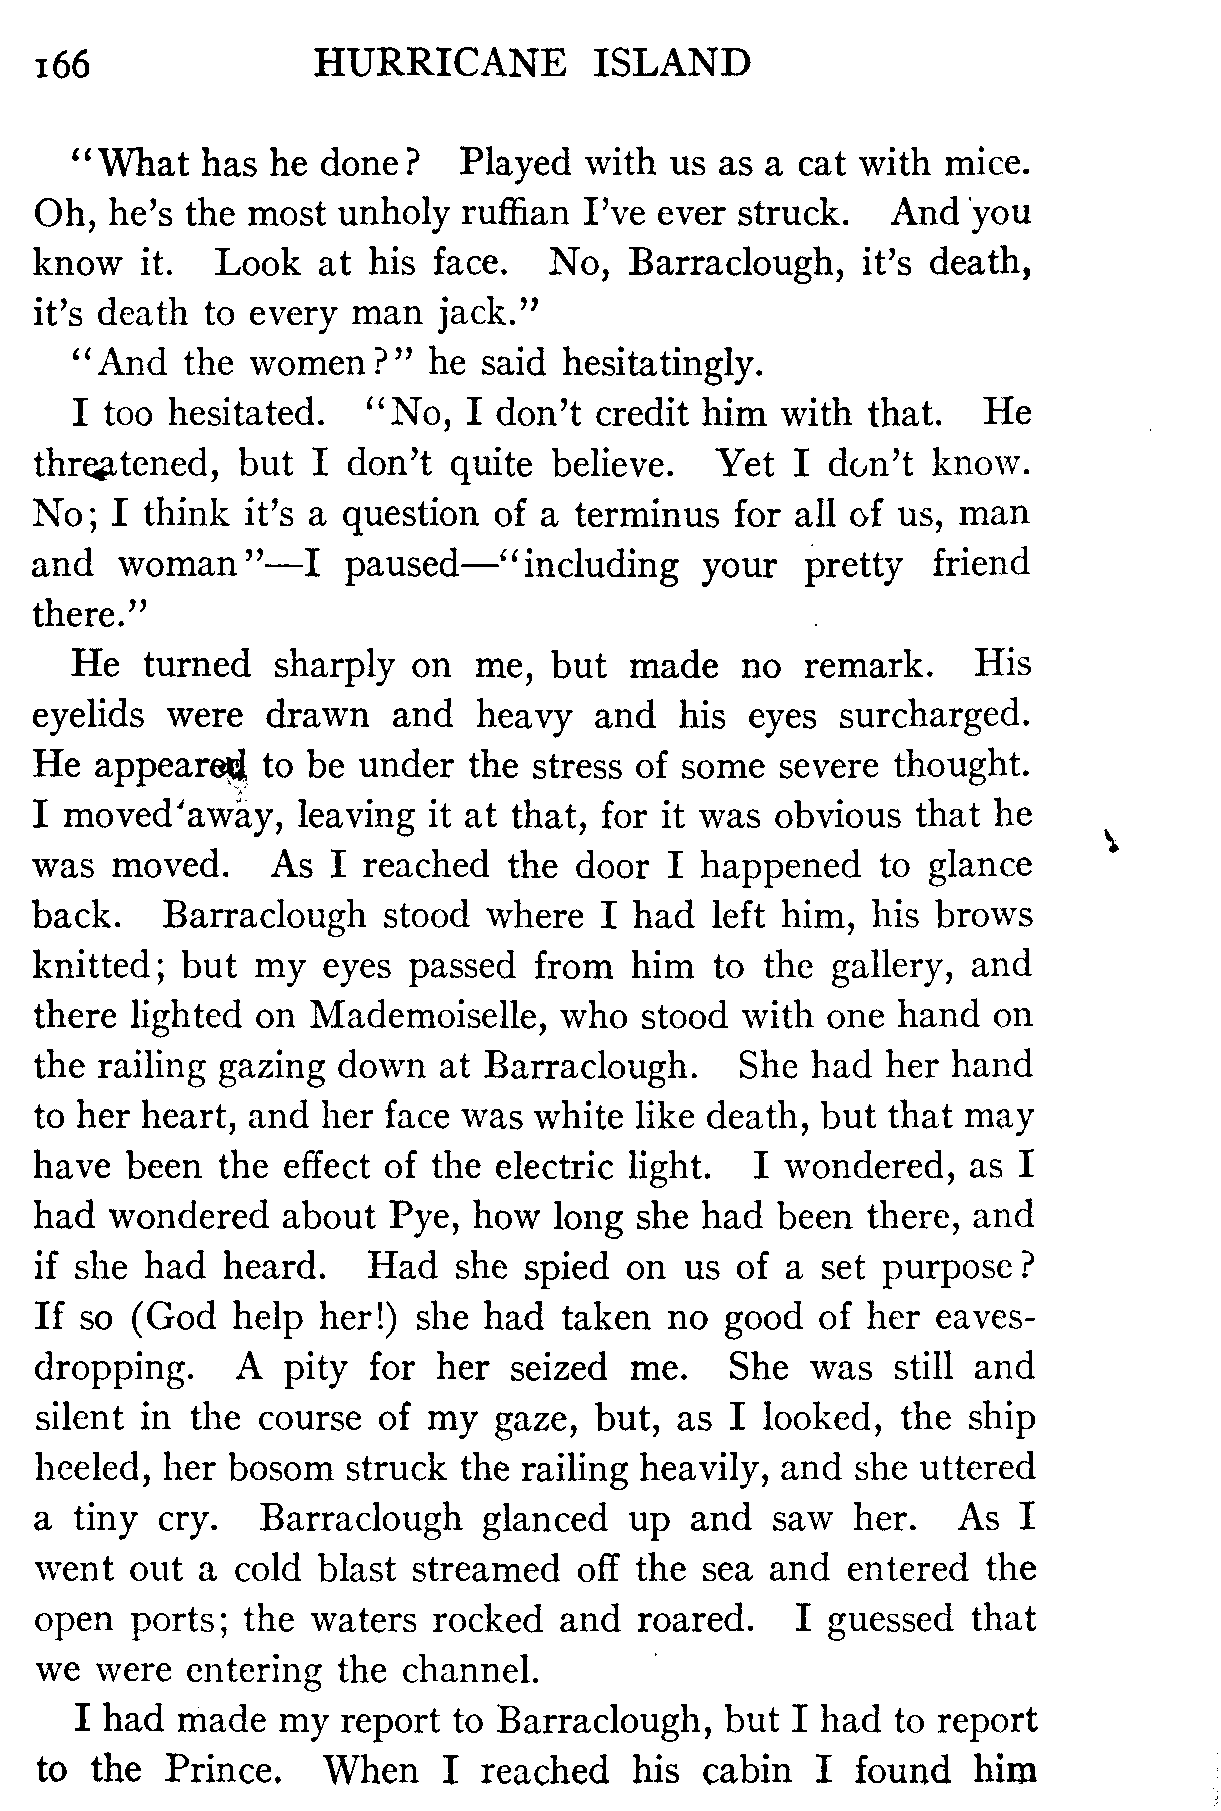 166 HURRICANE ISLAND
"What has he done? Played with us as a cat with mice.
Oh, he's the most unholy ruffian I've ever struck. And you
know it. Look at his face. No, Barraclough, it's death,
it's death to every man jack."
"And the women?" he said hesitatingly.
I too hesitated. "No, I don't credit him with that. He
threatened, but I don't quite believe. Yet I don't know.
No; I think it's a question of a terminus for all of us, man
and woman"—I paused—"including your pretty friend
there."
He turned sharply on me, but made no remark. His
eyelids were drawn and heavy and his eyes surcharged.
He appeared to be under the stress of some severe thought.
I moved away, leaving it at that, for it was obvious that he
was moved. As I reached the door I happened to glance
back. Barraclough stood where I had left him, his brows
knitted; but my eyes passed from him to the gallery, and
there lighted on Mademoiselle, who stood with one hand on
the railing gazing down at Barraclough. She had her hand
to her heart, and her face was white like death, but that may
have been the effect of the electric light. I wondered, as I
had wondered about Pye, how long she had been there, and
if she had heard. Had she spied on us of a set purpose?
If so (God help her!) she had taken no good of her eaves-
dropping. A pity for her seized me. She was still and
silent in the course of my gaze, but, as I looked, the ship
heeled, her bosom struck the railing heavily, and she uttered
a tiny cry. Barraclough glanced up and saw her. As I
went out a cold blast streamed off the sea and entered the
open ports; the waters rocked and roared. I guessed that
we were entering the channel.
I had made my report to Barraclough, but I had to report
to the Prince. When I reached his cabin I found him